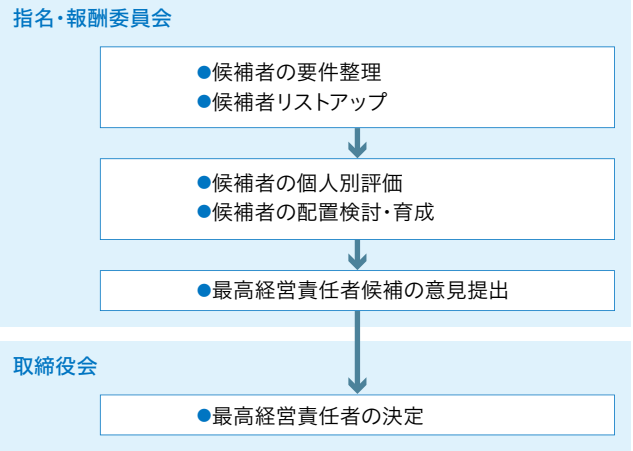 指名・報酬委員会
●候補者の要件整理
●候補者リストアップ
●候補者の個人別評価
●候補者の配置検討・育成
●最高経営責任者候補の意見提出
取締役会
●最高経営責任者の決定